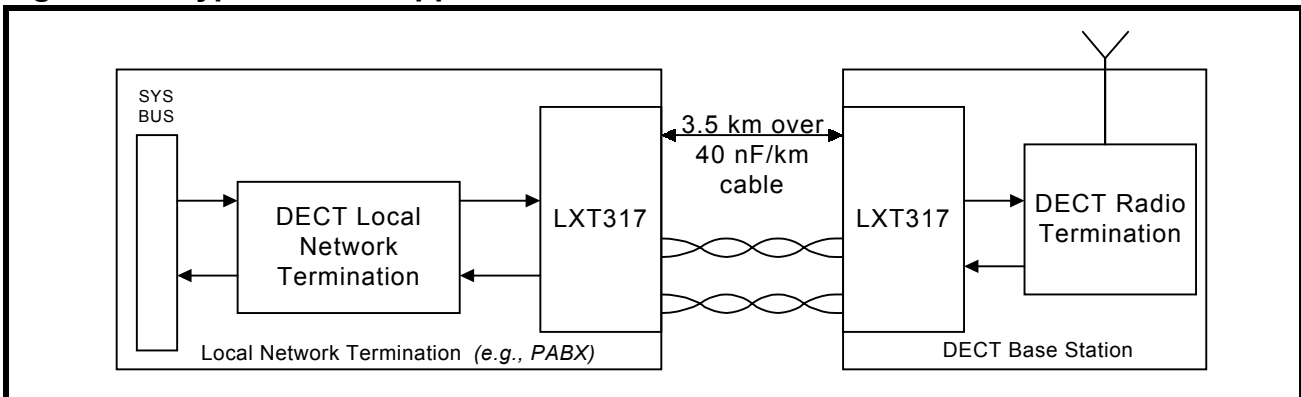 SYS
BUS
DECT Local
Network
Termination
LXT317
3.5 km over
40 nF/km
cable
LXT317
DECT Radio
Termination
Local Network Termination (e.g., PABX)
DECT Base Station